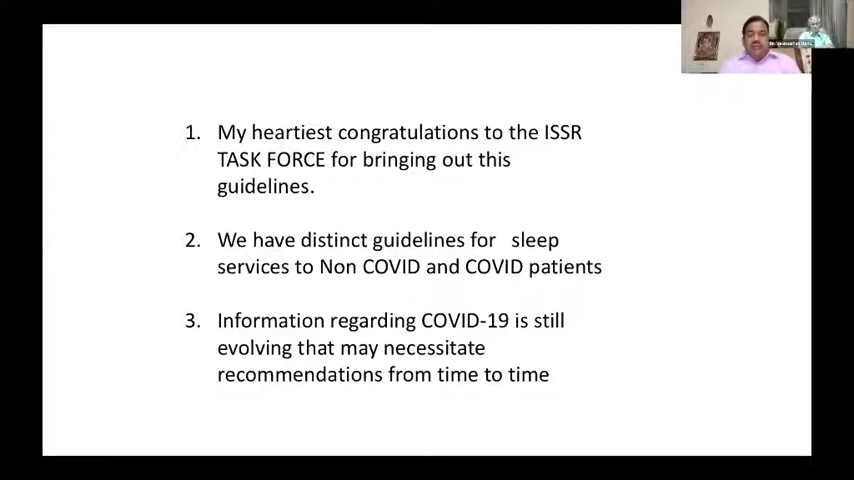 1. My heartiest congratulations to the ISSR
TASK FORCE for bringing out this
guidelines.
2. We have distinct guidelines for sleep
services to Non COVID and COVID patients
3. Information regarding COVID-19 is still
evolving that may necessitate
recommendations from time to time